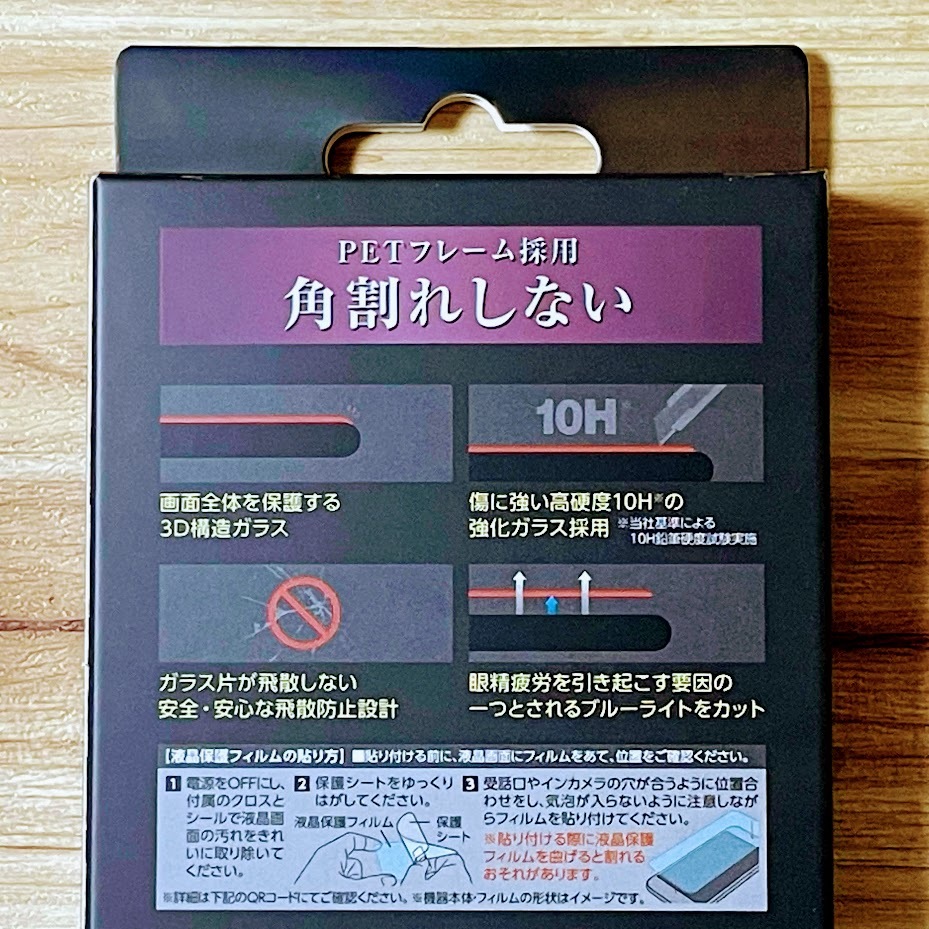 PETフレーム採用
角割れしない
10H
画面全体を保護する
3D構造ガラス
傷に強い高硬度10H※の
強化ガラス採用
※当社基準による
10H鉛筆硬度試験実施
ガラス片が飛散しない
安全・安心な飛散防止設計
眼精疲労を引き起こす要因の
一つとされるブルーライトをカット
【液晶保護フィルムの貼り方】 ■貼り付ける前に、液晶画面にフィルムをあて、位置をご確認ください。
1 電源をOFFにし、
付属のクロスと
シールで液晶画
面の汚れをきれ
いに取り除いて
ください。
2 保護シートをゆっくり
はがしてください。
液晶保護フィルム
保護
シート
3 受話口やインカメラの穴が合うように位置合
わせをし、気泡が入らないように注意しなが
らフィルムを貼り付けてください。
※貼り付ける際に液晶保護
フィルムを曲げると割れる
おそれがあります。
※詳細は下記のQRコードにてご確認ください。 ※機器本体・フィルムの形状はイメージです。